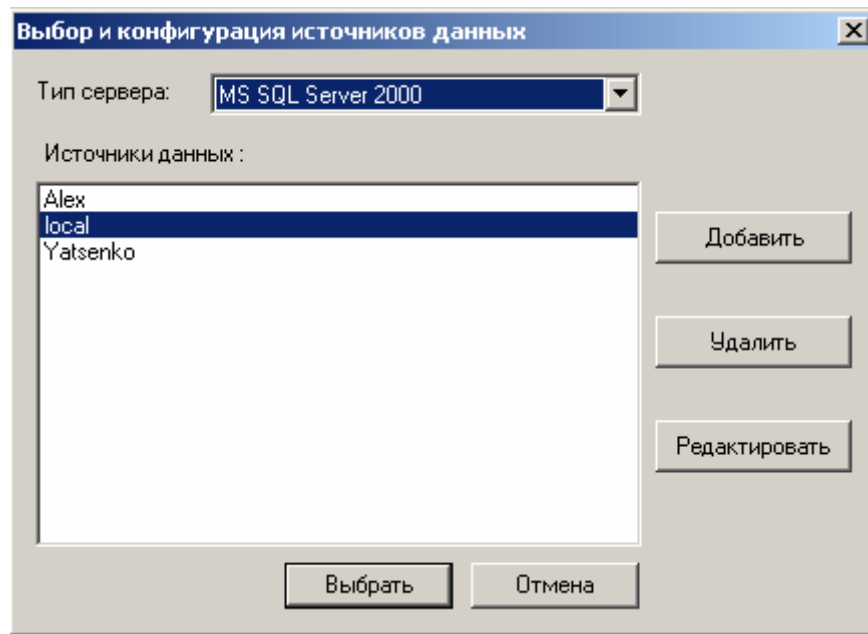 Выбор и конфигурация источников данных
Тип сервера: MS SQL Server 2000
Источники данных :
Alex
local
Yatsenko
Добавить
Удалить
Редактировать
Выбрать Отмена